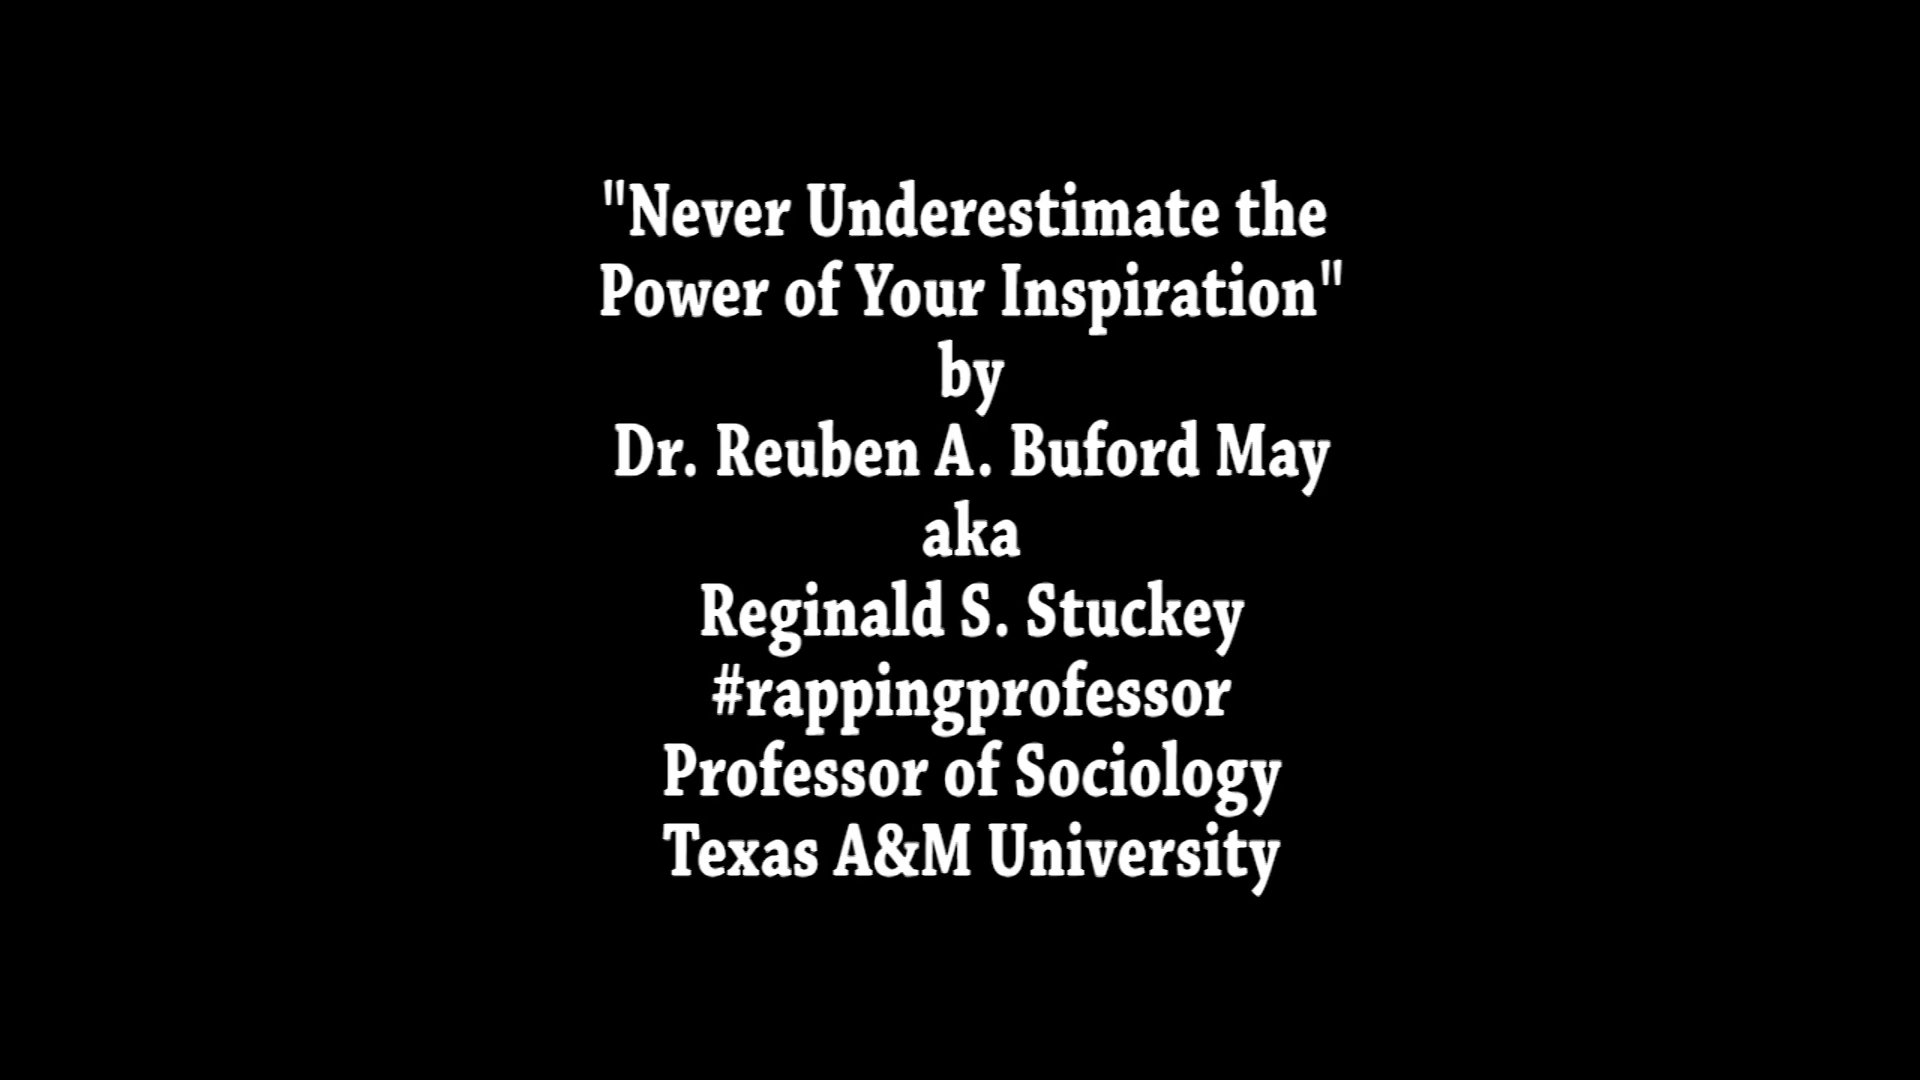 "Never Underestimate the
Power of Your Inspiration"
by
Dr. Reuben A. Buford May
aka
Reginald S. Stuckey
#rappingprofessor
Professor of Sociology
Texas A&M University